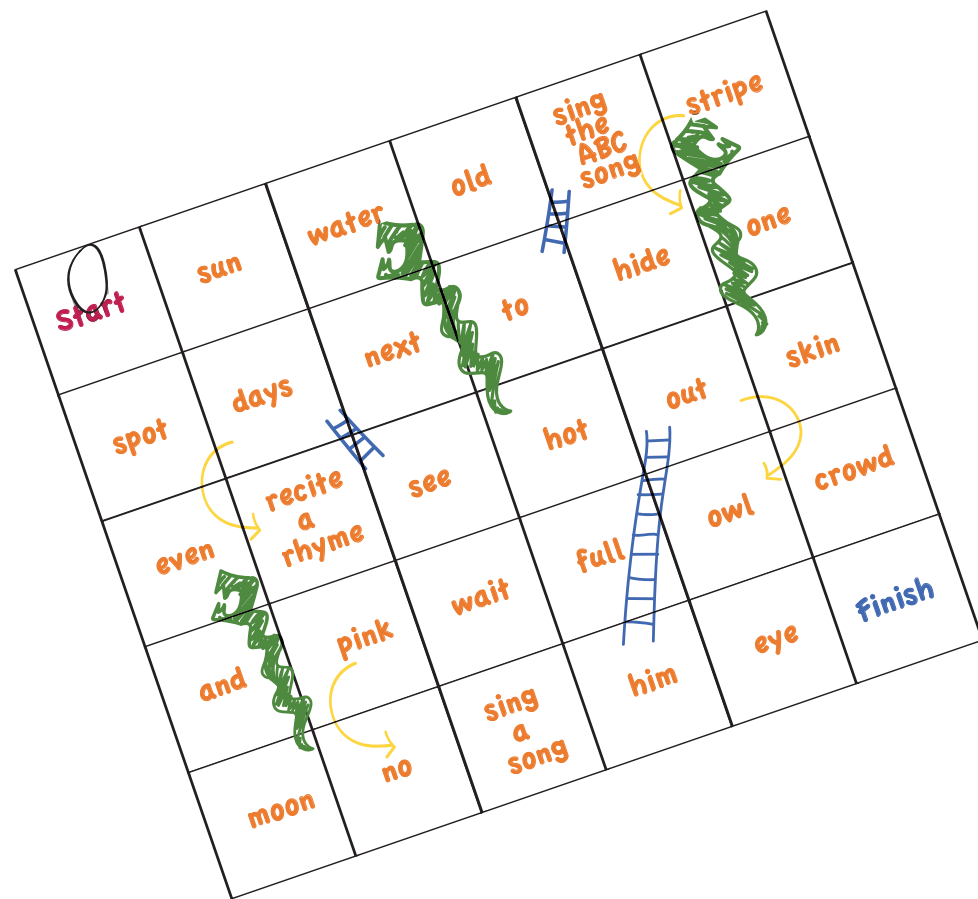 Start
sun
water
old
sing
the
ABC
song
stripe
spot
days
next
to
hide
one
even
recite
a
rhyme
see
hot
out
skin
and
pink
wait
full
owl
crowd
moon
no
sing
a
song
him
eye
Finish